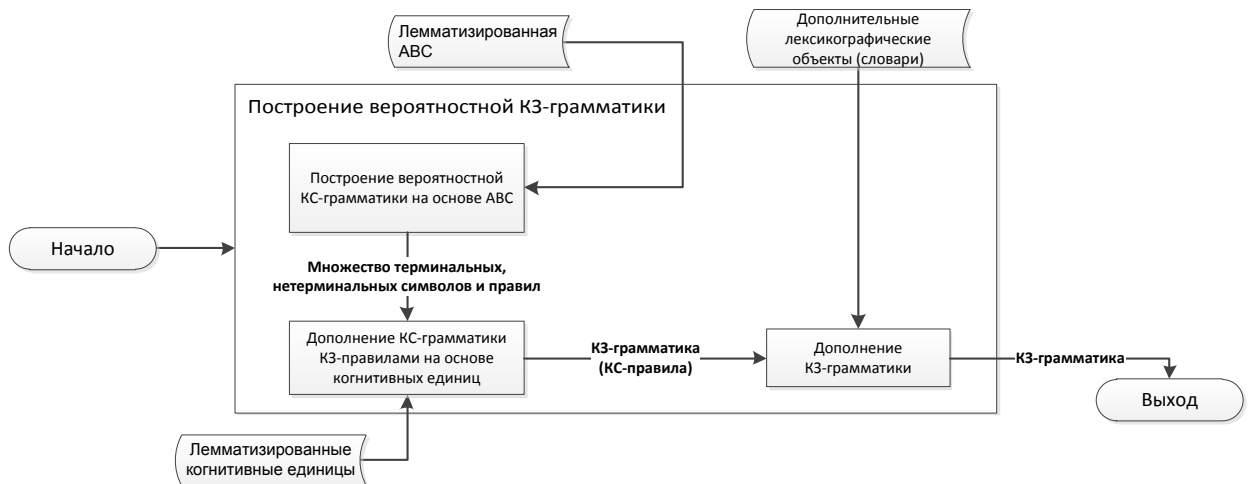 Лемматизированная
АВС
Дополнительные
лексикографические
объекты (словари)
Построение вероятностной КЗ-грамматики
Построение вероятностной
КС-грамматики на основе АВС
Начало
Множество терминальных,
нетерминальных символов и правил
Дополнение КС-грамматики
КЗ-правилами на основе
когнитивных единиц
КЗ-грамматика
(КС-правила)
Дополнение
КЗ-грамматики
КЗ-грамматика
Выход
Лемматизированные
когнитивные единицы